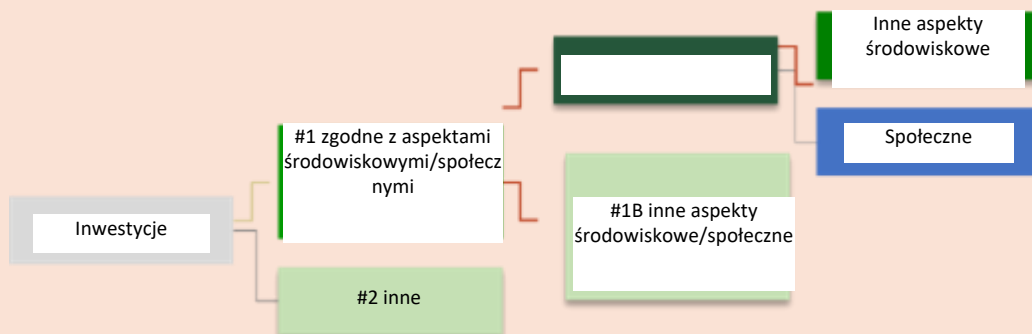 Inne aspekty
środowiskowe
Społeczne
#1 zgodne z aspektami
środowiskowymi/społecz
nymi
#1B inne aspekty
środowiskowe/społeczne
Inwestycje
#2 inne